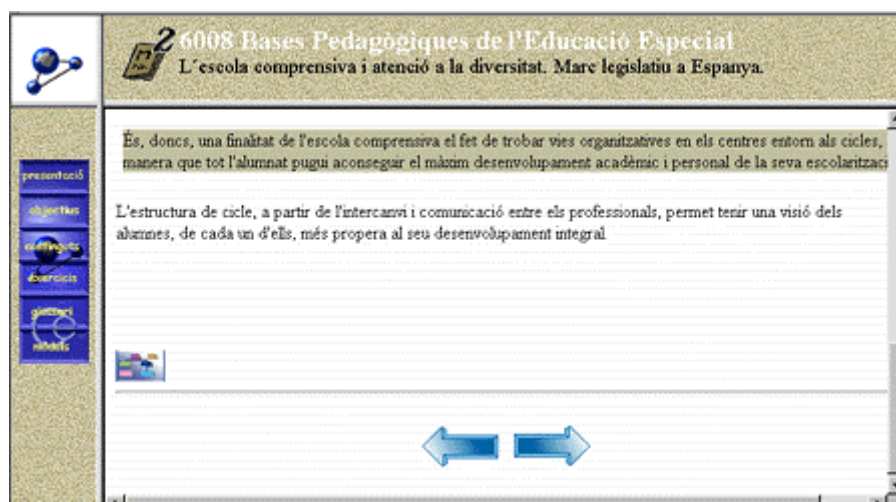 2 6008 Bases Pedagògiques de l'Educació Especial
L´escola comprensiva i atenció a la diversitat. Marc legislatiu a Espanya.
presentació
objectius
continguts
exercicis
glossari
És, doncs, una finalitat de l'escola comprensiva el fet de trobar vies organitzatives en els centres entorn als cicles,
manera que tot l'alumnat pugui aconseguir el màxim desenvolupament acadèmic i personal de la seva escolaritzaci
L'estructura de cicle, a partir de l'intercanvi i comunicació entre els professionals, permet tenir una visió dels
alumnes, de cada un d'ells, més propera al seu desenvolupament integral.